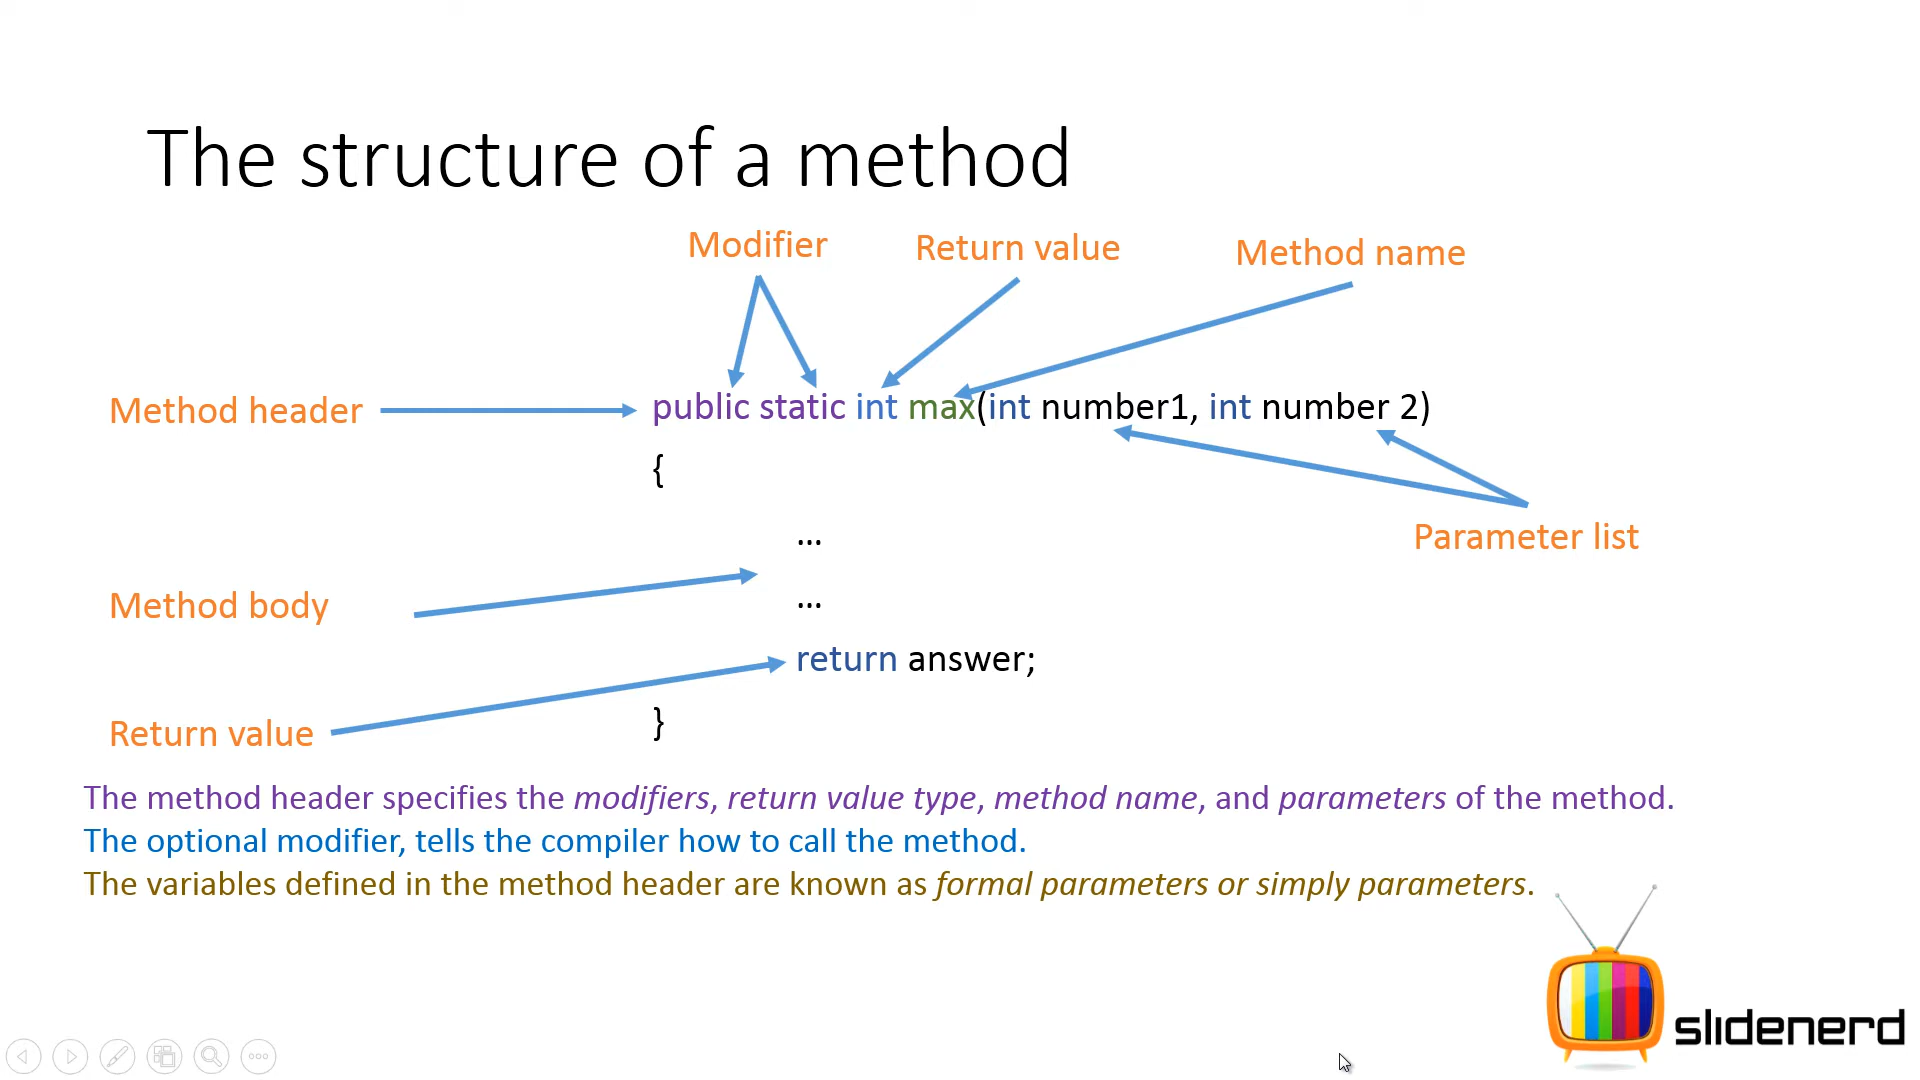 The structure of a method
Modifier
Return value
Method name
Method header
public static int max(int number1, int number 2)
{
...
Parameter list
Method body
...
return answer;
Return value
}
The method header specifies the modifiers, return value type, method name, and parameters of the method.
The optional modifier, tells the compiler how to call the method.
The variables defined in the method header are known as formal parameters or simply parameters.
slidenerd